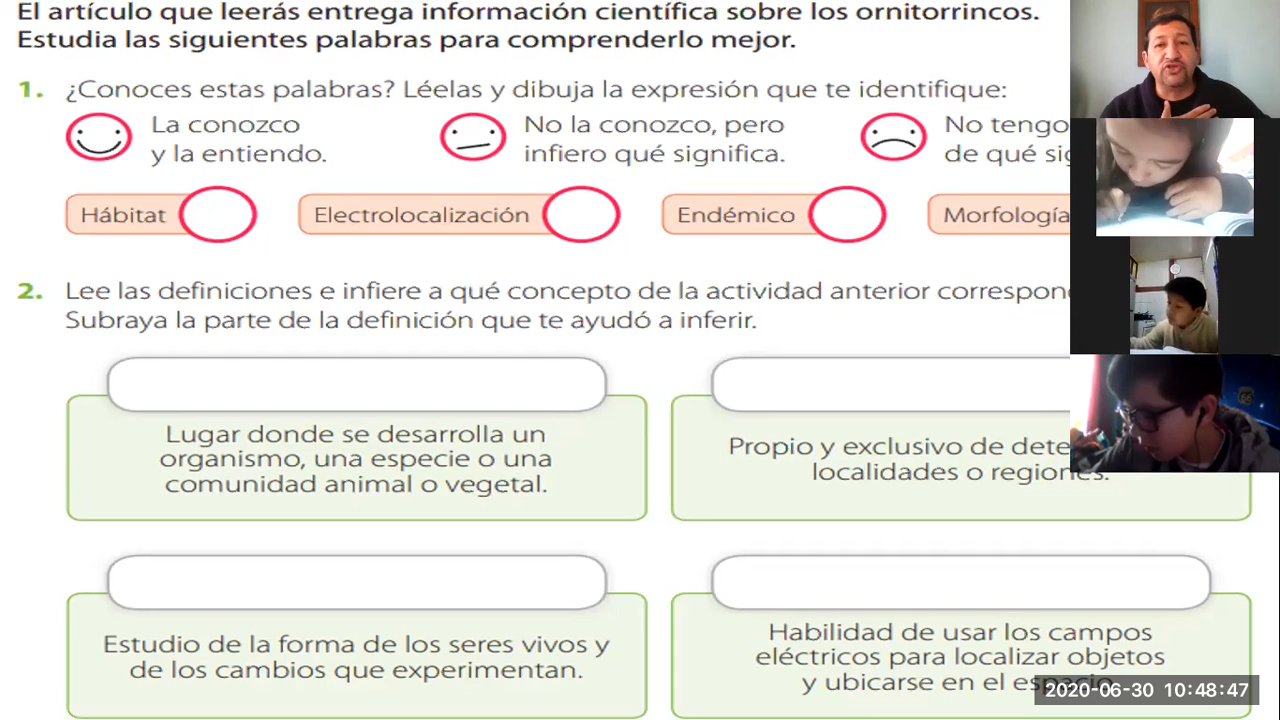 El artículo que leerás entrega información científica sobre los ornitorrincos.
Estudia las siguientes palabras para comprenderlo mejor.
1. ¿Conoces estas palabras? Léelas y dibuja la expresión que te identifique:
La conozco
y la entiendo.
No la conozco, pero
infiero qué significa.
No tengo
de qué
Hábitat
Electrolocalización
Endémico
Morfología
2. Lee las definiciones e infiere a qué concepto de la actividad anterior
Subraya la parte de la definición que te ayudó a inferir.
Lugar donde se desarrolla un
organismo, una especie o una
comunidad animal o vegetal.
Propio y exclusivo de
localidades o regiones.
Estudio de la forma de los seres vivos y
de los cambios que experimentan.
Habilidad de usar los campos
eléctricos para localizar objetos
y ubicarse en el espacio.
2020-06-30 10:48:47